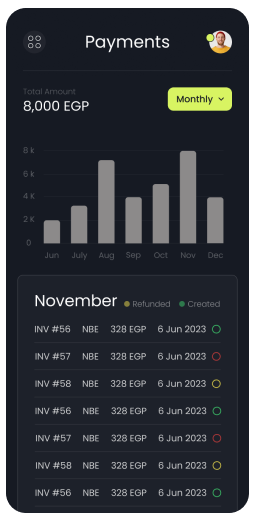 Payments
Total Amount
8,000 EGP
Monthly
8 k
6 k
4 K
2 K
0
Jun July Aug Sep Oct Nov Dec
November Refunded Created
INV #56 NBE 328 EGP 6 Jun 2023
INV #57 NBE 328 EGP 6 Jun 2023
INV #58 NBE 328 EGP 6 Jun 2023
INV #56 NBE 328 EGP 6 Jun 2023
INV #57 NBE 328 EGP 6 Jun 2023
INV #58 NBE 328 EGP 6 Jun 2023
INV #56 NBE 328 EGP 6 Jun 2023